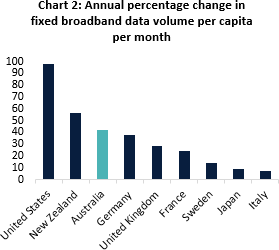 Chart 2: Annual percentage change in
fixed broadband data volume per capita
per month
100
90
80
70
60
50
40
30
20
10
0
United States
New Zealand
Australia
Germany
United Kingdom
France
Sweden
Japan
Italy